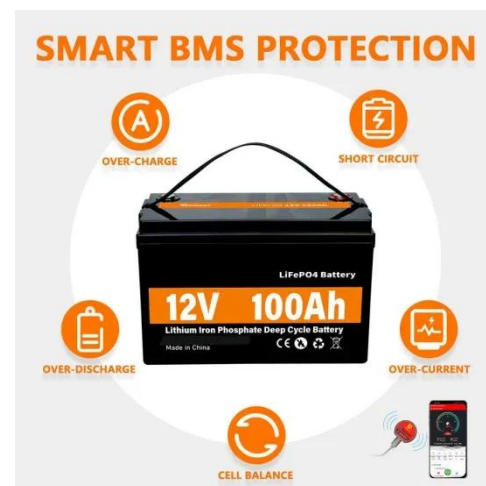 SMART BMS PROTECTION
OVER-CHARGE
SHORT CIRCUIT
LiFePO4 Battery
12V 100Ah
Lithium Iron Phosphate Deep Cycle Battery
Made in China
CE
OVER-DISCHARGE
OVER-CURRENT
CELL BALANCE